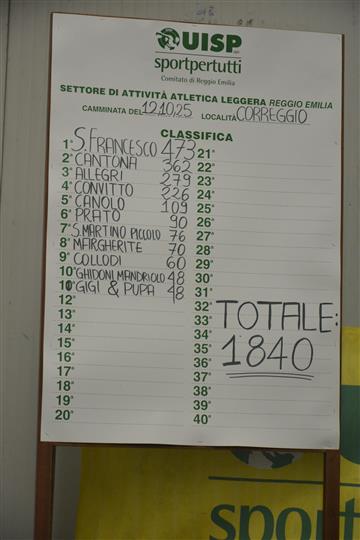 UISP
sportpertutti
Comitato di Reggio Emilia
SETTORE DI ATTIVITÀ ATLETICA LEGGERA REGGIO EMILIA
CAMMINATA DEL 12.10.25 LOCALITÀ CORREGGIO
CLASSIFICA
1° S. FRANCESCO 473
2° CANTONA 362
3° ALLEGRI 279
4° CONVITTO 226
5° CANOLO 109
6° PRATO 90
7° S. MARTINO PICCOLO 76
8° MARGHERITE 70
9° COLLODI 60
10° GHIDONI, MANDRIOLO 48
10° GIGI & PUPA 48
12°
13°
14°
15°
16°
17°
18°
19°
20°
21°
22°
23°
24°
25°
26°
27°
28°
29°
30°
31°
32°
33°
34°
35°
36°
37°
38°
39°
40°
TOTALE:
1840
UISP
sport